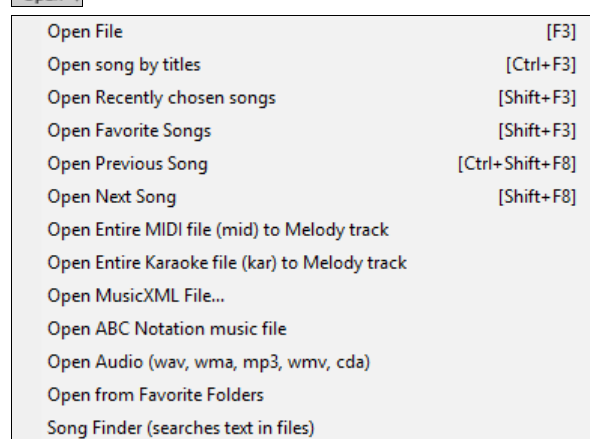 Open File [F3]
Open song by titles [Ctrl+F3]
Open Recently chosen songs [Shift+F3]
Open Favorite Songs [Shift+F3]
Open Previous Song [Ctrl+Shift+F8]
Open Next Song [Shift+F8]
Open Entire MIDI file (mid) to Melody track
Open Entire Karaoke file (kar) to Melody track
Open MusicXML File...
Open ABC Notation music file
Open Audio (wav, wma, mp3, wmv, cda)
Open from Favorite Folders
Song Finder (searches text in files)